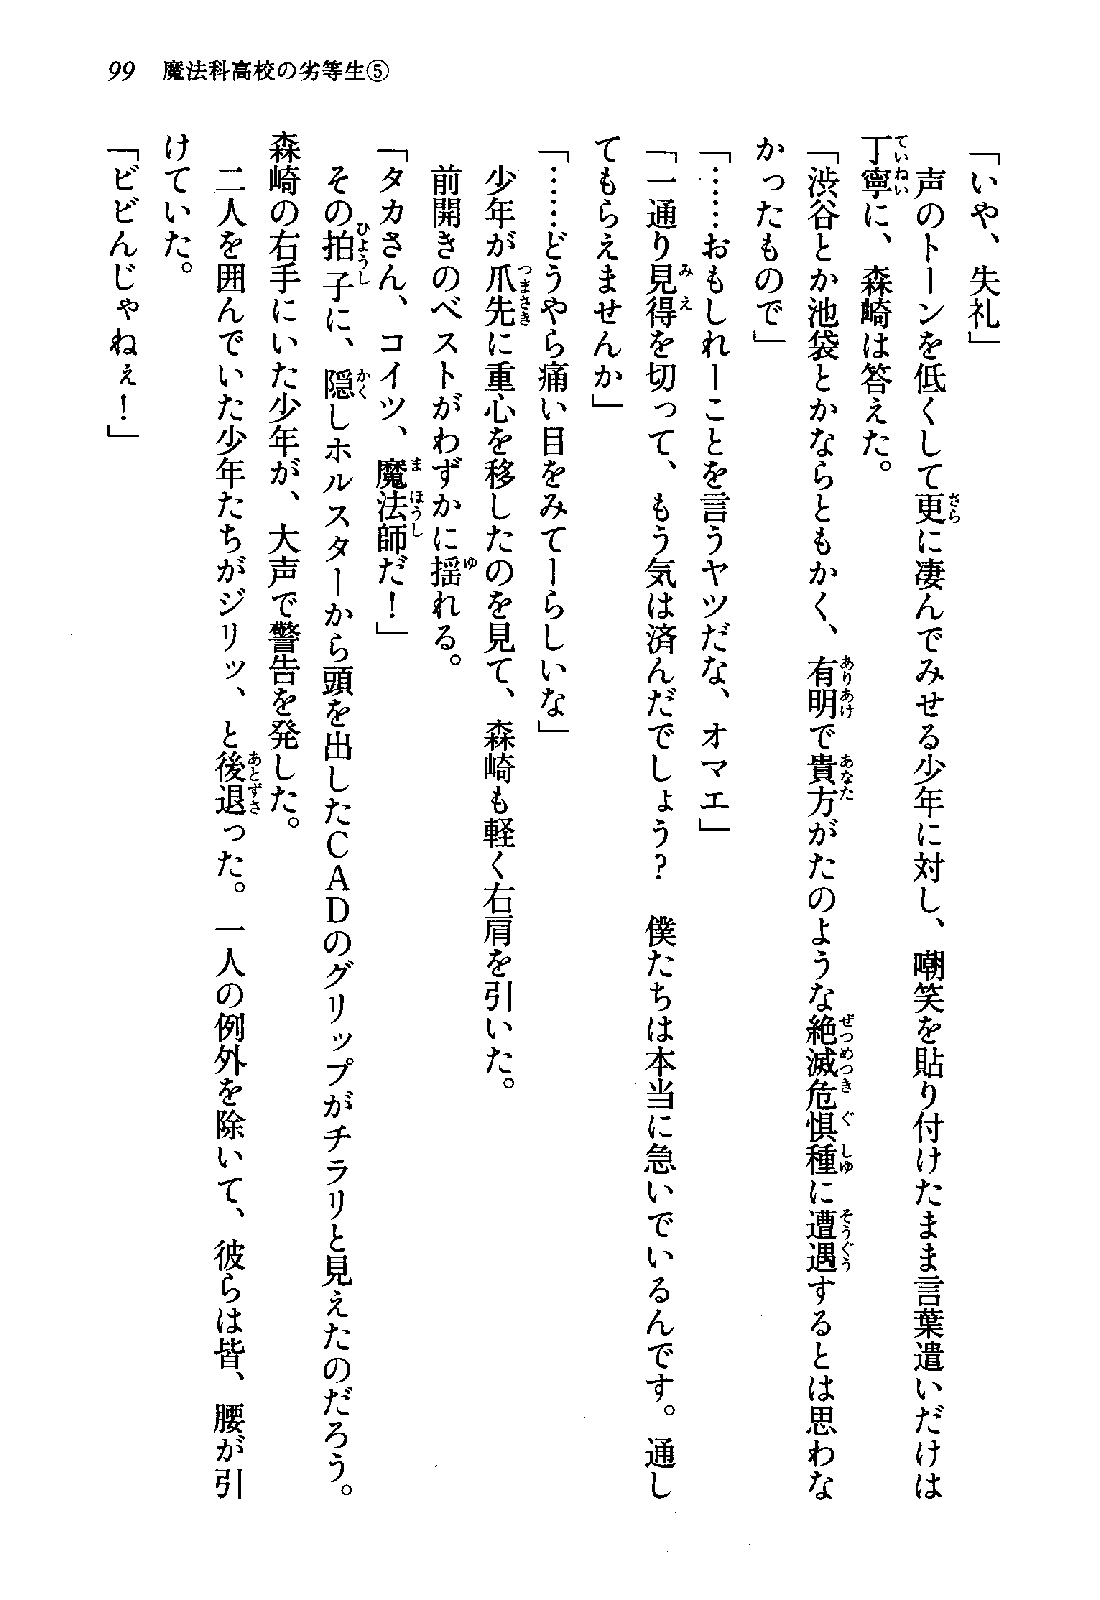 99 魔法科高校の劣等生⑤
「いや、失礼」
　声のトーンを低くして更に凄んでみせる少年に対し、嘲笑を貼り付けたまま言葉遣いだけは
丁寧に、森崎は答えた。
「渋谷とか池袋とかならともかく、有明で貴方がたのような絶滅危惧種に遭遇するとは思わな
かったもので」
「……おもしれーことを言うヤツだな、オマエ」
「一通り見得を切って、もう気は済んだでしょう？　僕たちは本当に急いでいるんです。通し
てもらえませんか」
「……どうやら痛い目をみてーらしいな」
　少年が爪先に重心を移したのを見て、森崎も軽く右肩を引いた。
　前開きのベストがわずかに揺れる。
「タカさん、コイツ、魔法師だ！」
　その拍子に、隠しホルスターから頭を出したＣＡＤのグリップがチラリと見えたのだろう。
森崎の右手にいた少年が、大声で警告を発した。
　二人を囲んでいた少年たちがジリッ、と後退った。一人の例外を除いて、彼らは皆、腰が引
けていた。
「ビビんじゃねぇ！」